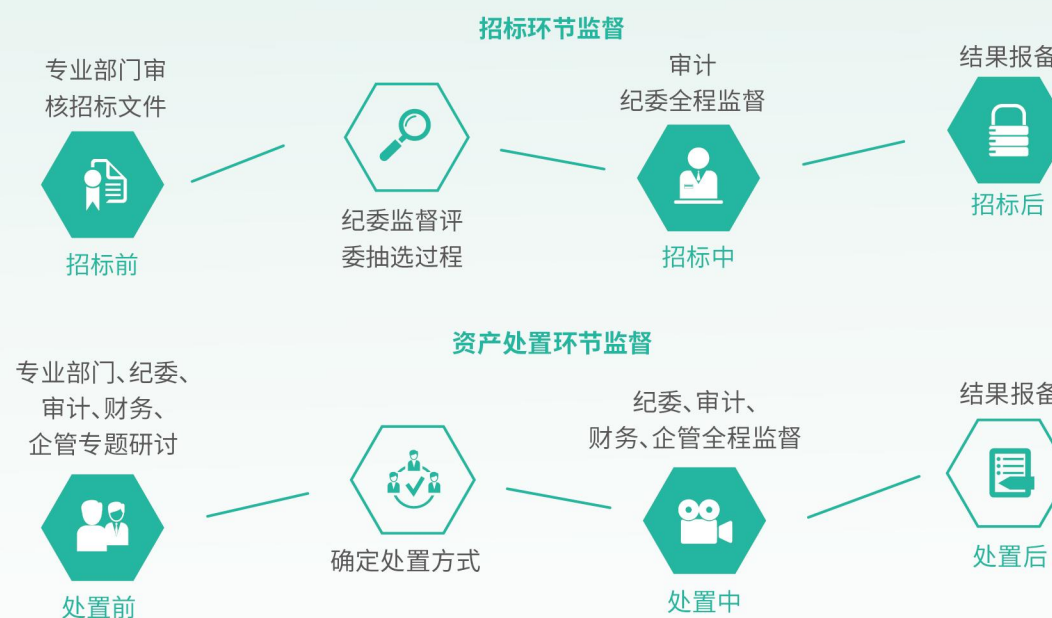 招标环节监督
专业部门审
核招标文件
招标前
纪委监督评
委抽选过程
审计
纪委全程监督
招标中
结果报备
招标后
资产处置环节监督
专业部门、纪委、
审计、财务、
企管专题研讨
处置前
确定处置方式
纪委、审计、
财务、企管全程监督
处置中
结果报备
处置后